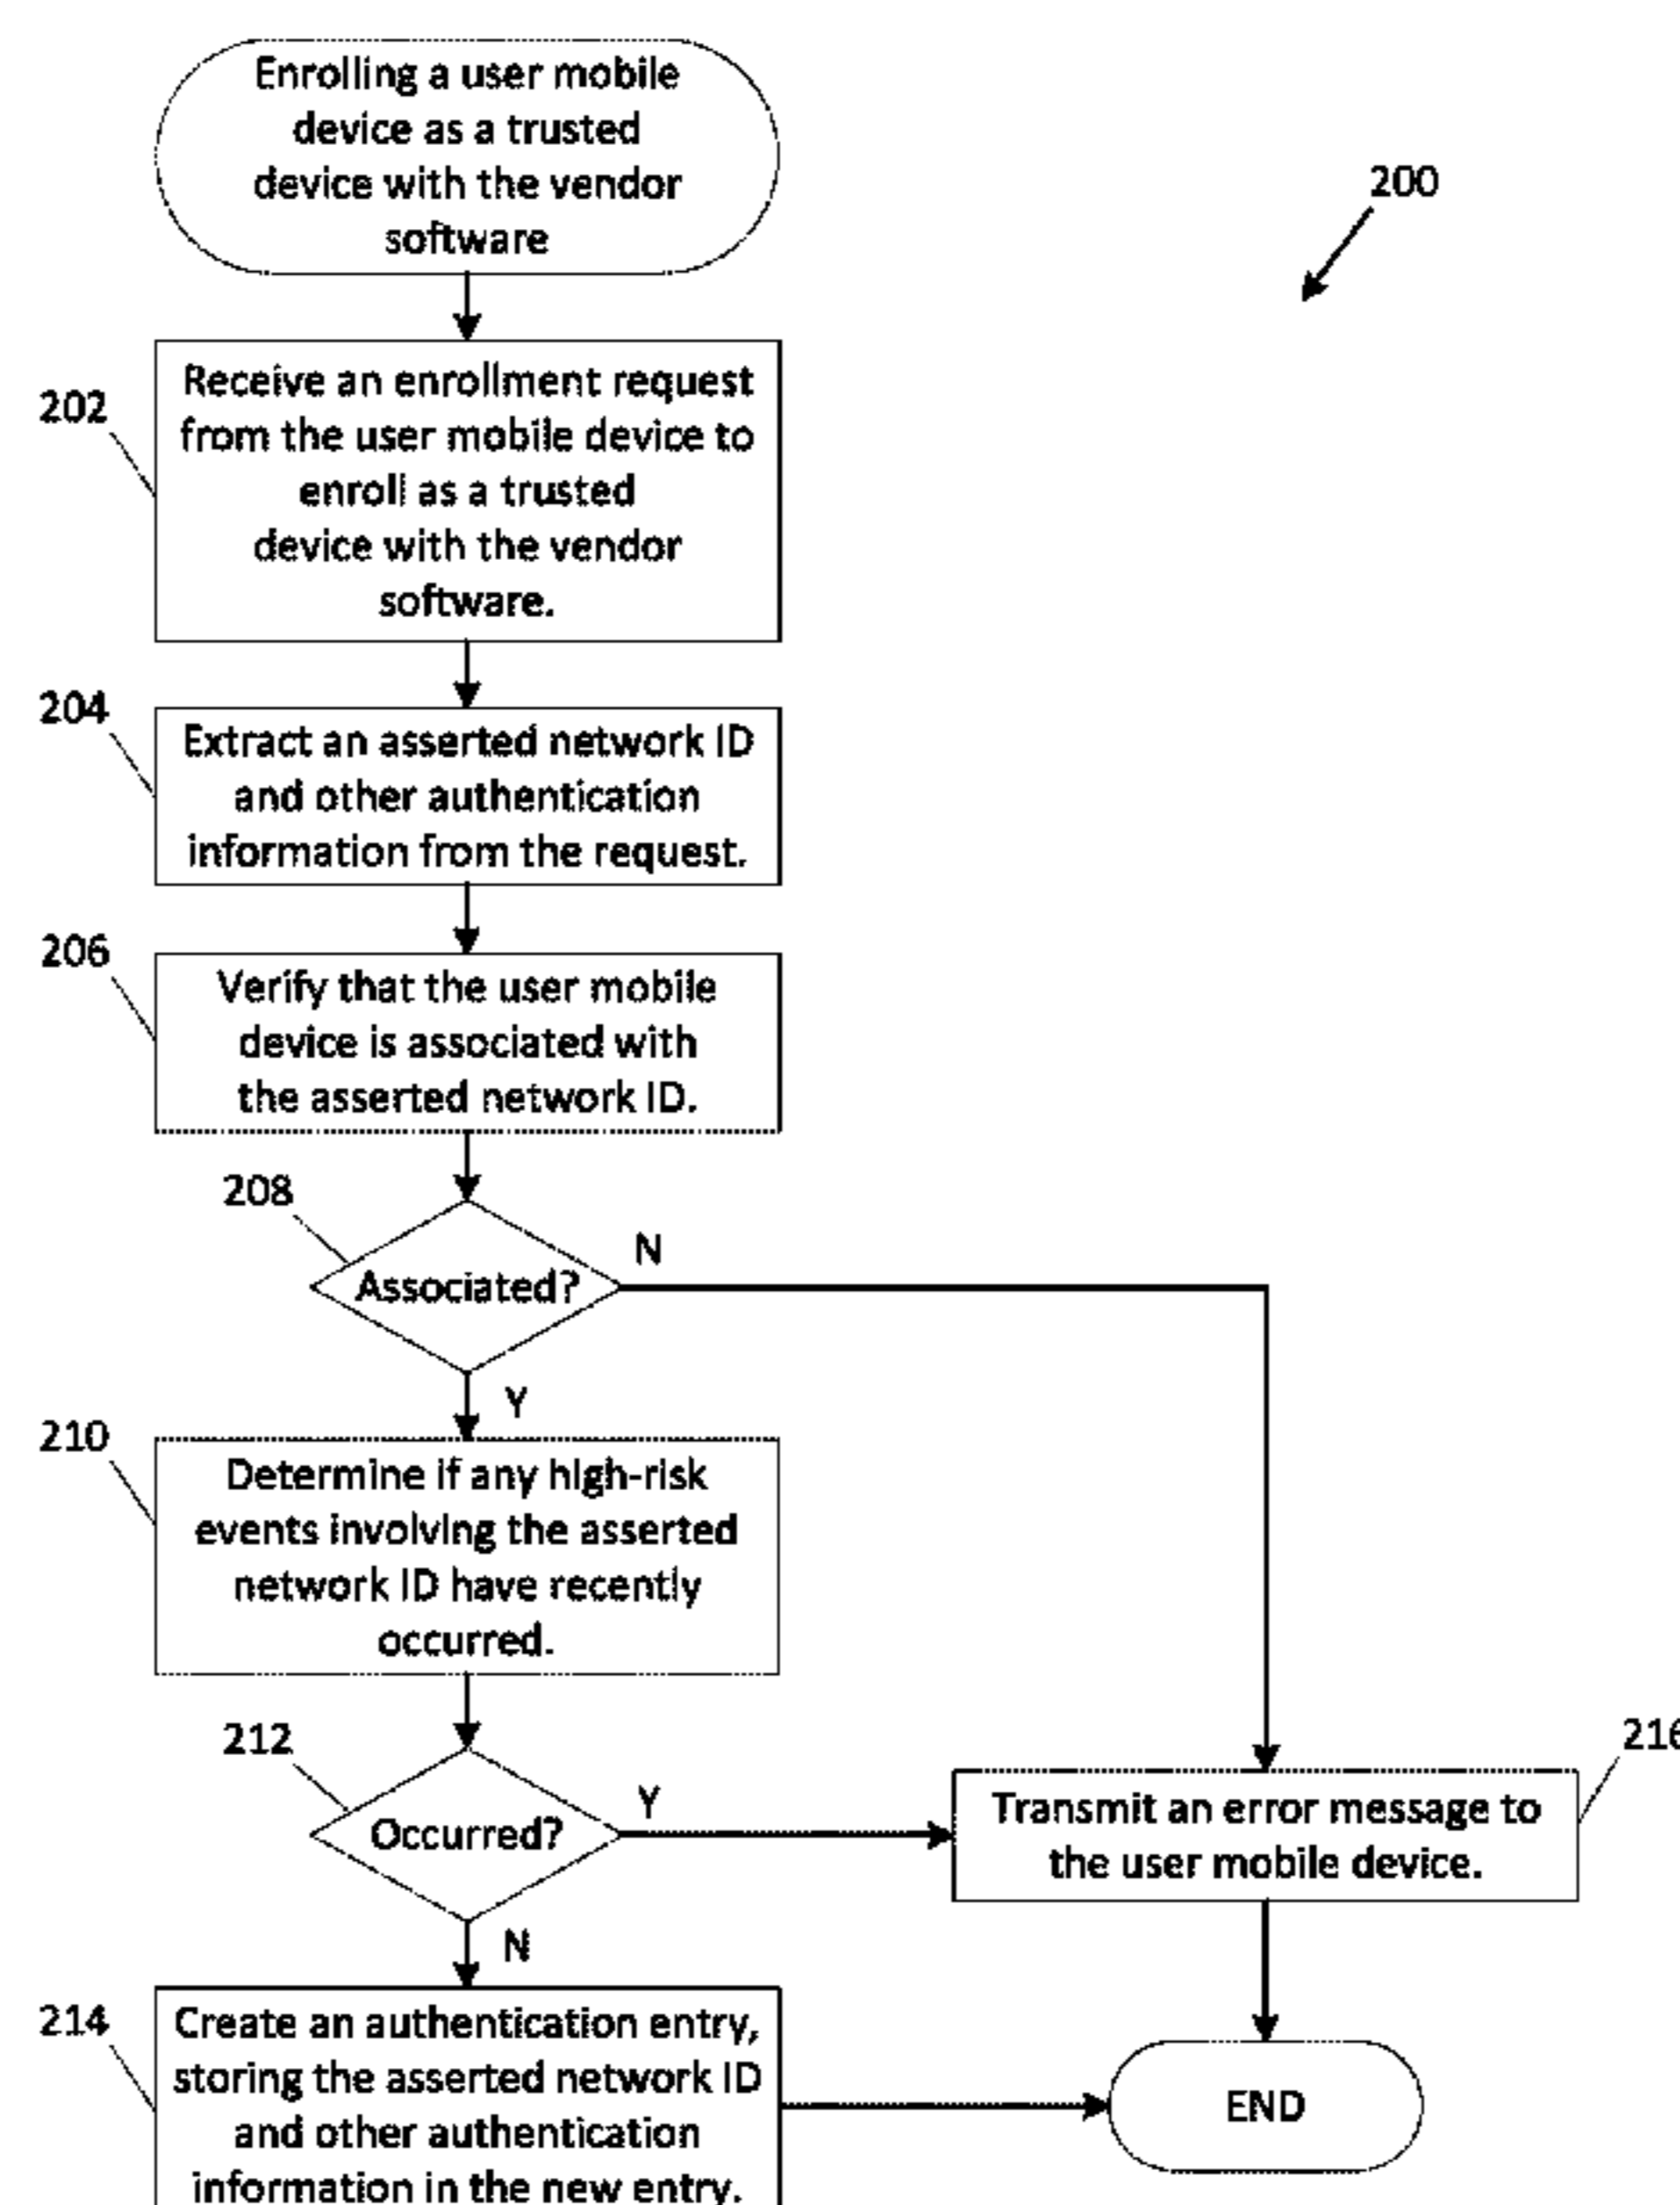 Enrolling a user mobile
device as a trusted
device with the vendor
software
200
202
Receive an enrollment request
from the user mobile device to
enroll as a trusted
device with the vendor
software.
204
Extract an asserted network ID
and other authentication
information from the request.
206
Verify that the user mobile
device is associated with
the asserted network ID.
208
Associated?
N
Y
210
Determine if any high-risk
events involving the asserted
network ID have recently
occurred.
212
Occurred?
Y
N
216
Transmit an error message to
the user mobile device.
214
Create an authentication entry,
storing the asserted network ID
and other authentication
information in the new entry.
END